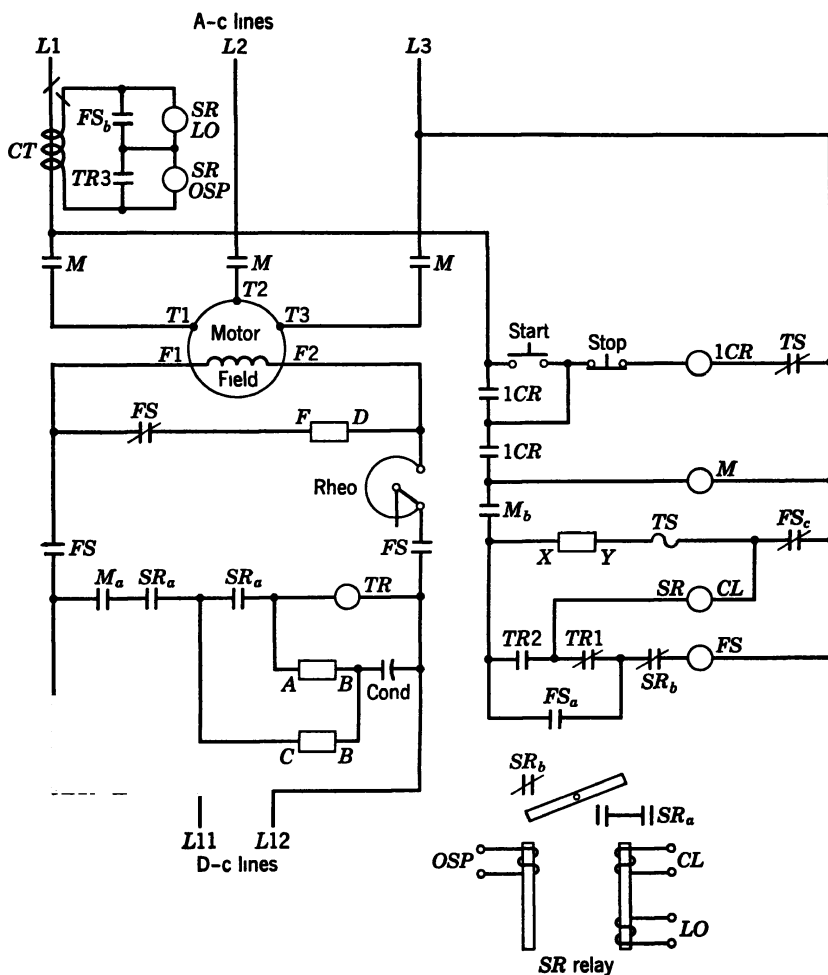 A-c lines
L1 L2 L3
FS_b SR LO
CT
TR3 SR OSP
M M M
T2
T1 T3
Motor
F1 F2
Field
Start Stop 1CR TS
1CR
FS F D
1CR
Rheo M
M_b
FS FS X Y TS FS_c
M_a SR_a SR_a TR SR CL
TR2 TR1 FS
A B Cond SR_b
FS_a
C B
SR_b
SR_a
L11 L12
D-c lines
OSP CL
LO
SR relay